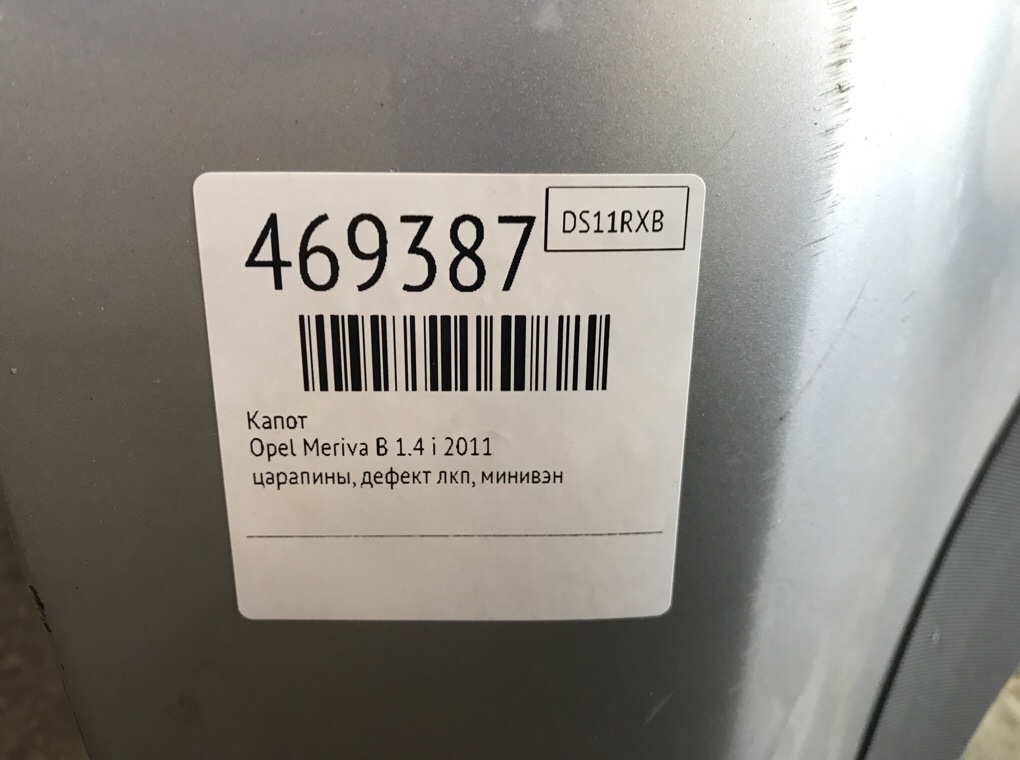 469387
DS11RXB
Капот
Opel Meriva B 1.4 i 2011
царапины, дефект лкп, минивэн